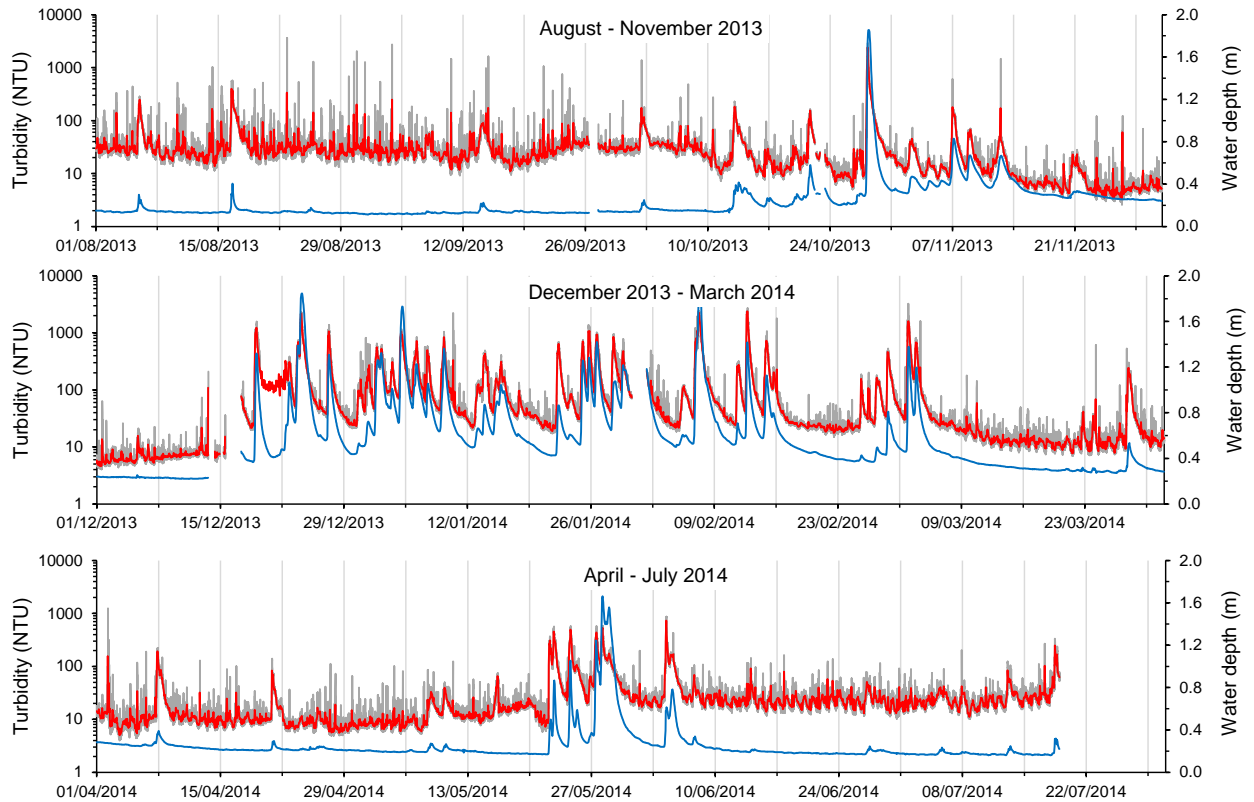 August - November 2013
Turbidity (NTU)
10000
1000
100
10
1
2.0
1.6
1.2
0.8
0.4
0.0
Water depth (m)
01/08/2013 15/08/2013 29/08/2013 12/09/2013 26/09/2013 10/10/2013 24/10/2013 07/11/2013 21/11/2013
December 2013 - March 2014
Turbidity (NTU)
10000
1000
100
10
1
2.0
1.6
1.2
0.8
0.4
0.0
Water depth (m)
01/12/2013 15/12/2013 29/12/2013 12/01/2014 26/01/2014 09/02/2014 23/02/2014 09/03/2014 23/03/2014
April - July 2014
Turbidity (NTU)
10000
1000
100
10
1
2.0
1.6
1.2
0.8
0.4
0.0
Water depth (m)
01/04/2014 15/04/2014 29/04/2014 13/05/2014 27/05/2014 10/06/2014 24/06/2014 08/07/2014 22/07/2014